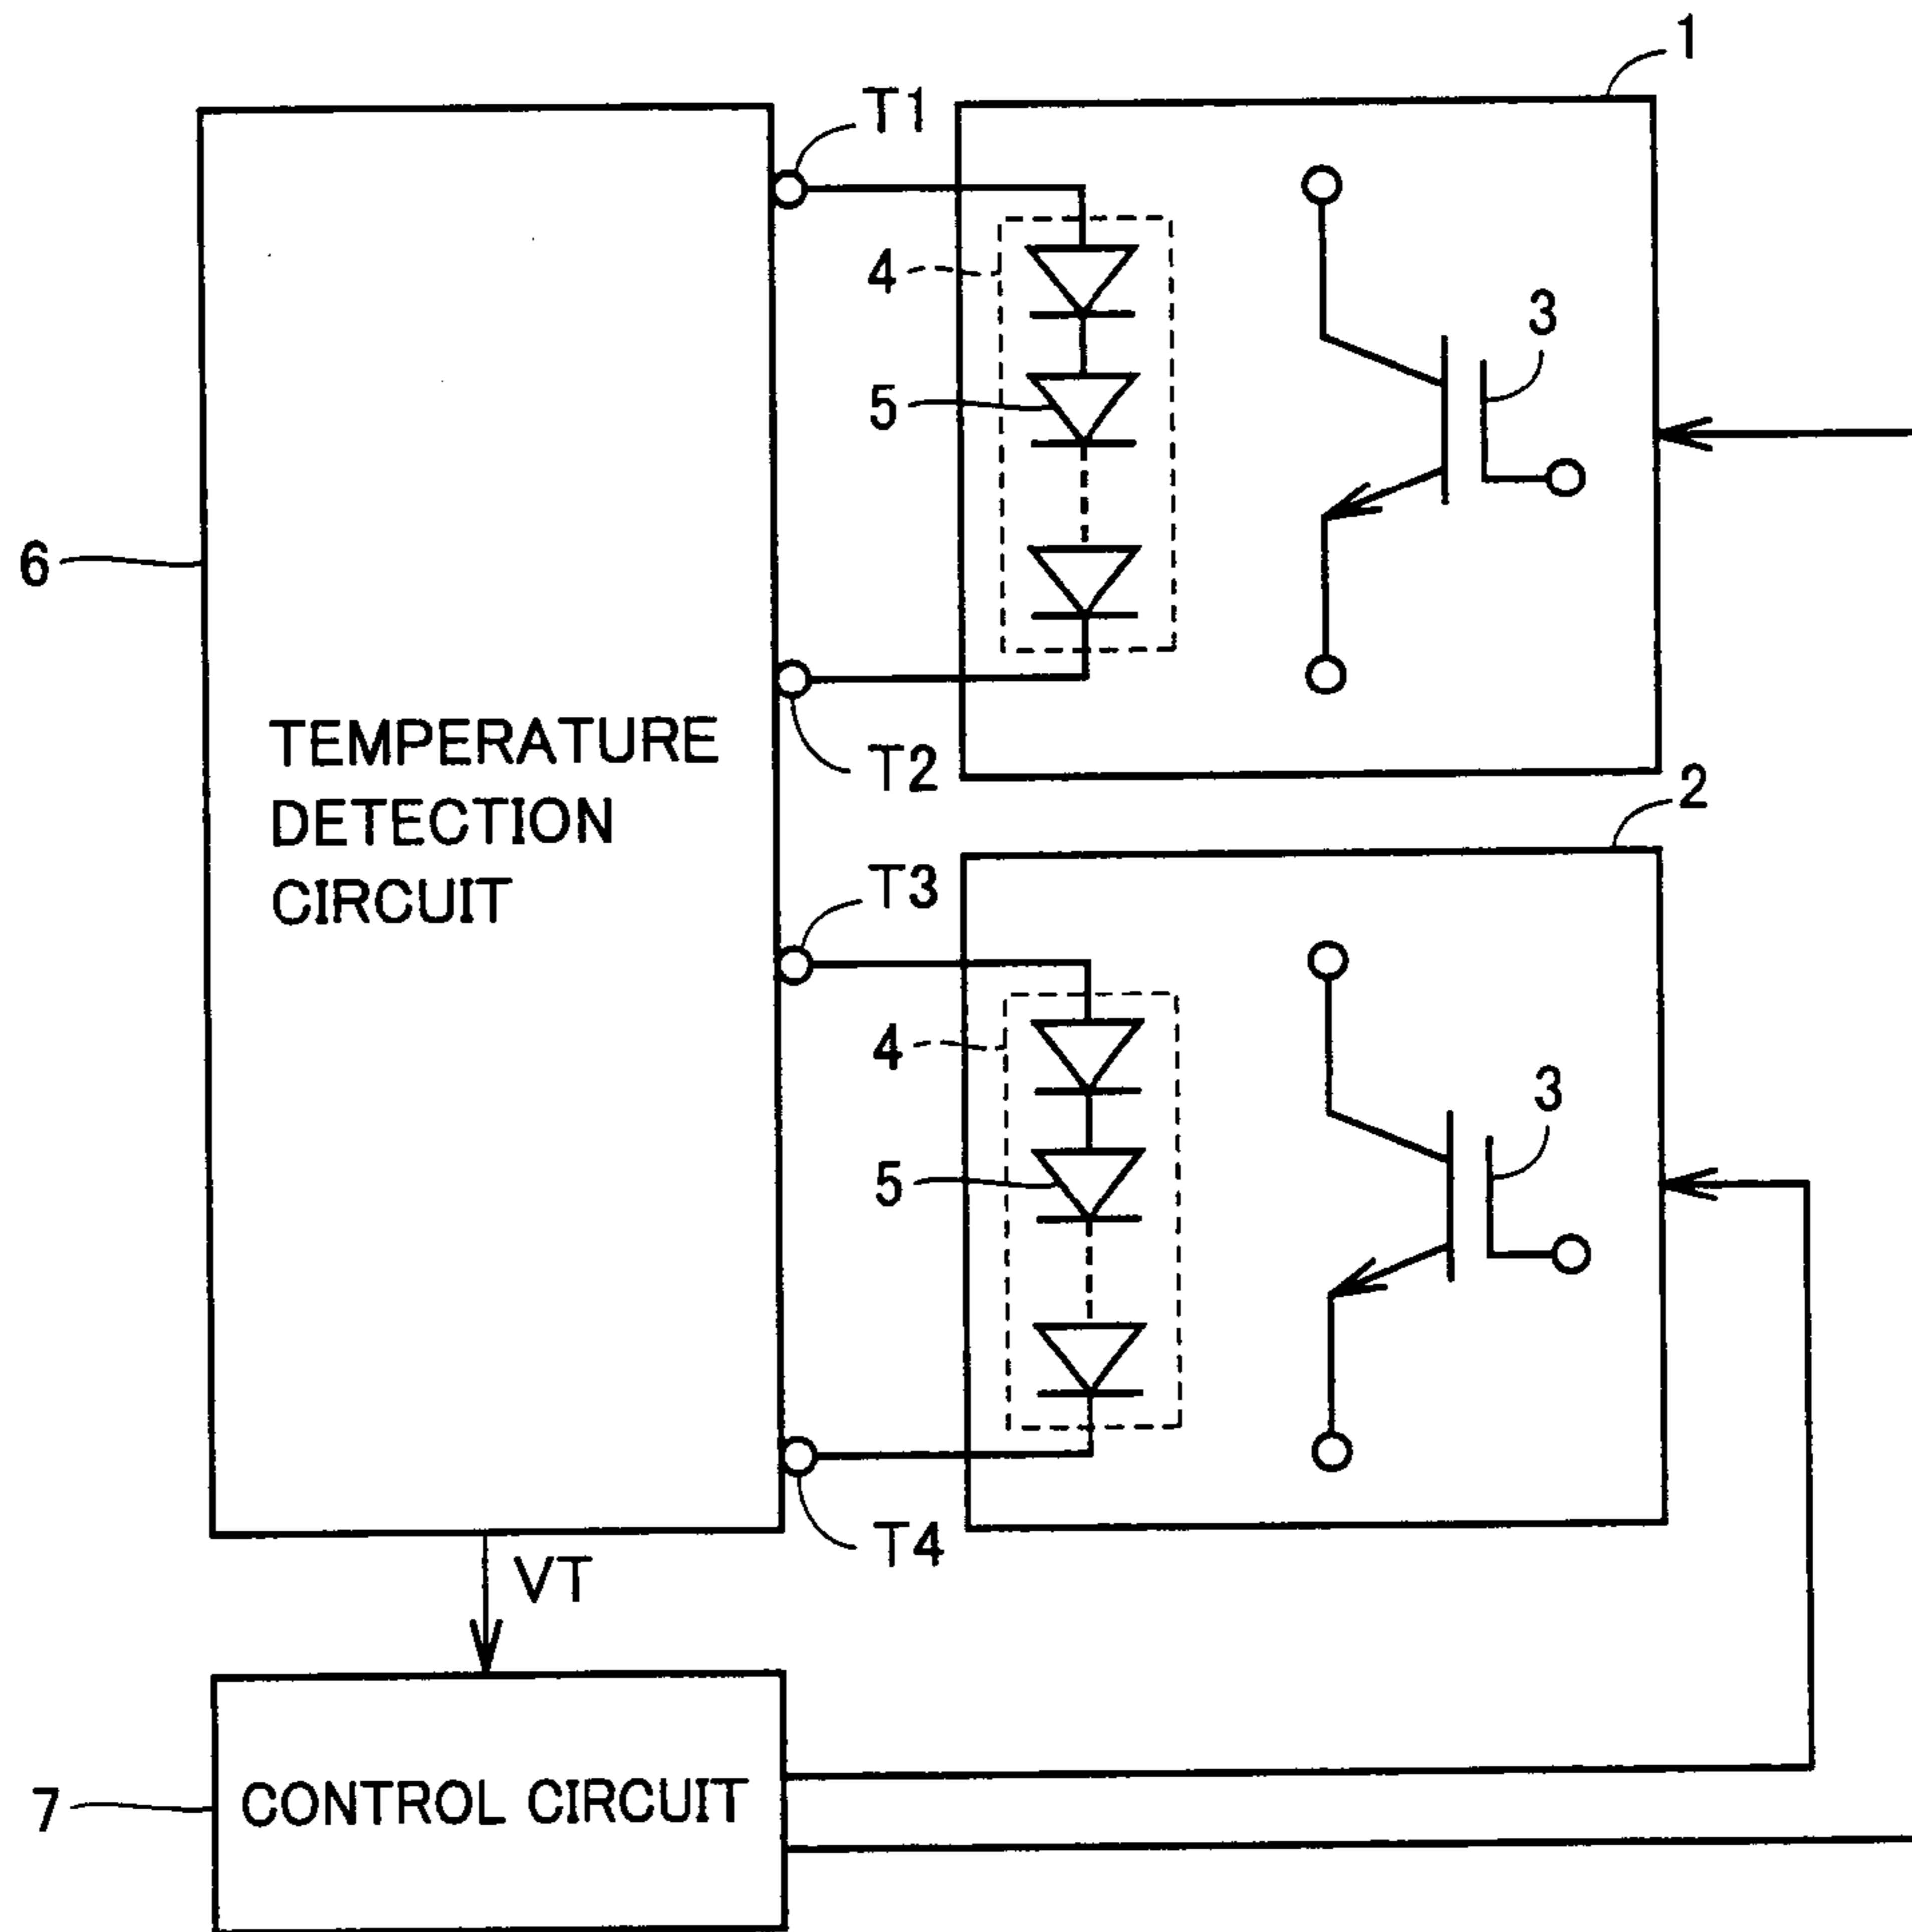 1
T1
4
3
5
6
T2
TEMPERATURE
DETECTION
CIRCUIT
2
T3
4
3
5
T4
VT
7
CONTROL CIRCUIT